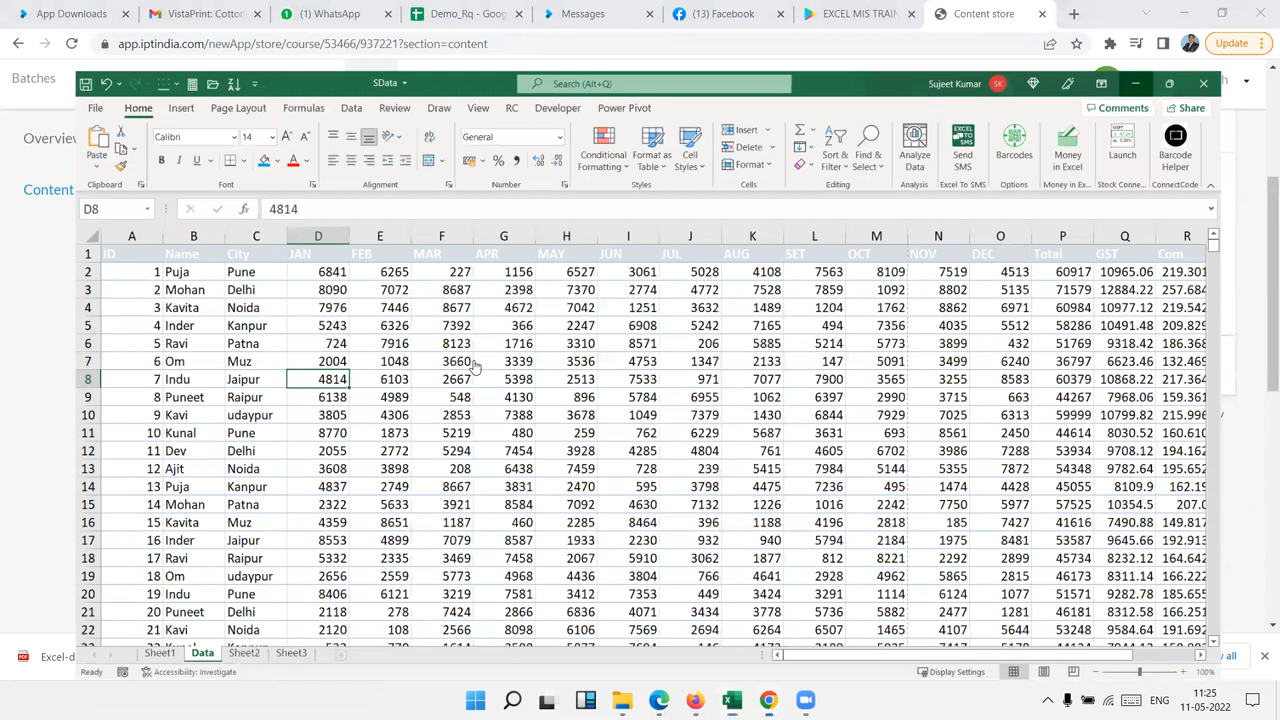 App Downloads
VistaPrint: Cotton
(1) WhatsApp
Demo_Rq - Goog
Messages
(13) Facebook
EXCEL MIS TRAIN
Content store
app.iptindia.com/newApp/store/course/53466/937221?section=content
Update
Batches
Overview
Content
SData
Search (Alt+Q)
Sujeet Kumar SK
File Home Insert Page Layout Formulas Data Review View Draw RC Developer Power Pivot
Comments Share
Paste Calibri 14 General
Conditional Formatting Format as Table Cell Styles
Insert Delete Format
Sort & Filter Find & Select
Analyze Data
Send SMS
Barcodes
Money in Excel
Launch
Barcode Helper
Clipboard Font Alignment Number Styles Cells Editing Analysis Excel To SMS Options Money in Exc... Stock Connec... ConnectCode
D8 fx 4814
A B C D E F G H I J K L M N O P Q R
1 ID Name City JAN FEB MAR APR MAY JUN JUL AUG SET OCT NOV DEC Total GST Com
2 1 Puja Pune 6841 6265 227 1156 6527 3061 5028 4108 7563 8109 7519 4513 60917 10965.06 219.301
3 2 Mohan Delhi 8090 7072 8687 2398 7370 2774 4772 7528 7859 1092 8802 5135 71579 12884.22 257.684
4 3 Kavita Noida 7976 7446 8677 4672 7042 1251 3632 1489 1204 1762 8862 6971 60984 10977.12 219.542
5 4 Inder Kanpur 5243 6326 7392 366 2247 6908 5242 7165 494 7356 4035 5512 58286 10491.48 209.829
6 5 Ravi Patna 724 7916 8123 1716 3310 8571 206 5885 5214 5773 3899 432 51769 9318.42 186.368
7 6 Om Muz 2004 1048 3660 3339 3536 4753 1347 2133 147 5091 3499 6240 36797 6623.46 132.469
8 7 Indu Jaipur 4814 6103 2667 5398 2513 7533 971 7077 7900 3565 3255 8583 60379 10868.22 217.364
9 8 Puneet Raipur 6138 4989 548 4130 896 5784 6955 1062 6397 2990 3715 663 44267 7968.06 159.361
10 9 Kavi udaypur 3805 4306 2853 7388 3678 1049 7379 1430 6844 7929 7025 6313 59999 10799.82 215.996
11 10 Kunal Pune 8770 1873 5219 480 259 762 6229 5687 3631 693 8561 2450 44614 8030.52 160.610
12 11 Dev Delhi 2055 2772 5294 7454 3928 4285 4804 761 4605 6702 3986 7288 53934 9708.12 194.162
13 12 Ajit Noida 3608 3898 208 6438 7459 728 239 5415 7984 5144 5355 7872 54348 9782.64 195.652
14 13 Puja Kanpur 4837 2749 8667 3831 2470 595 3798 4475 7236 495 1474 4428 45055 8109.9 162.19
15 14 Mohan Patna 2322 5633 3921 8584 7142 4630 7132 1226 1016 2242 7750 5977 57525 10354.5 207.0
16 15 Kavita Muz 4359 8651 1187 460 2285 8464 396 1188 4196 2818 185 7427 41616 7490.88 149.817
17 16 Inder Jaipur 8553 4899 7079 8587 1933 2230 932 940 5854 2183 1975 8481 53647 9645.66 192.913
18 17 Ravi Raipur 5332 2335 3469 7458 2067 5910 3062 1877 812 8221 2292 2899 45734 8232.12 164.642
19 18 Om udaypur 2656 2559 5773 4968 4436 3804 766 4641 2928 4962 5865 2815 46173 8311.14 166.222
20 19 Indu Pune 8406 6121 3219 7581 3412 7353 449 3424 3291 1114 6124 1077 51571 9282.78 185.655
21 20 Puneet Delhi 2118 278 7424 2866 6836 4071 3434 3778 5736 5882 2477 1281 46181 8312.58 166.251
22 21 Kavi Noida 2120 108 2566 8098 6106 7569 2694 6264 6507 1465 4107 5644 53248 9584.64 191.692
Sheet1 Data Sheet2 Sheet3
Ready Accessibility: Investigate Display Settings 100%
Excel-d
all
ENG
11:25
11-05-2022